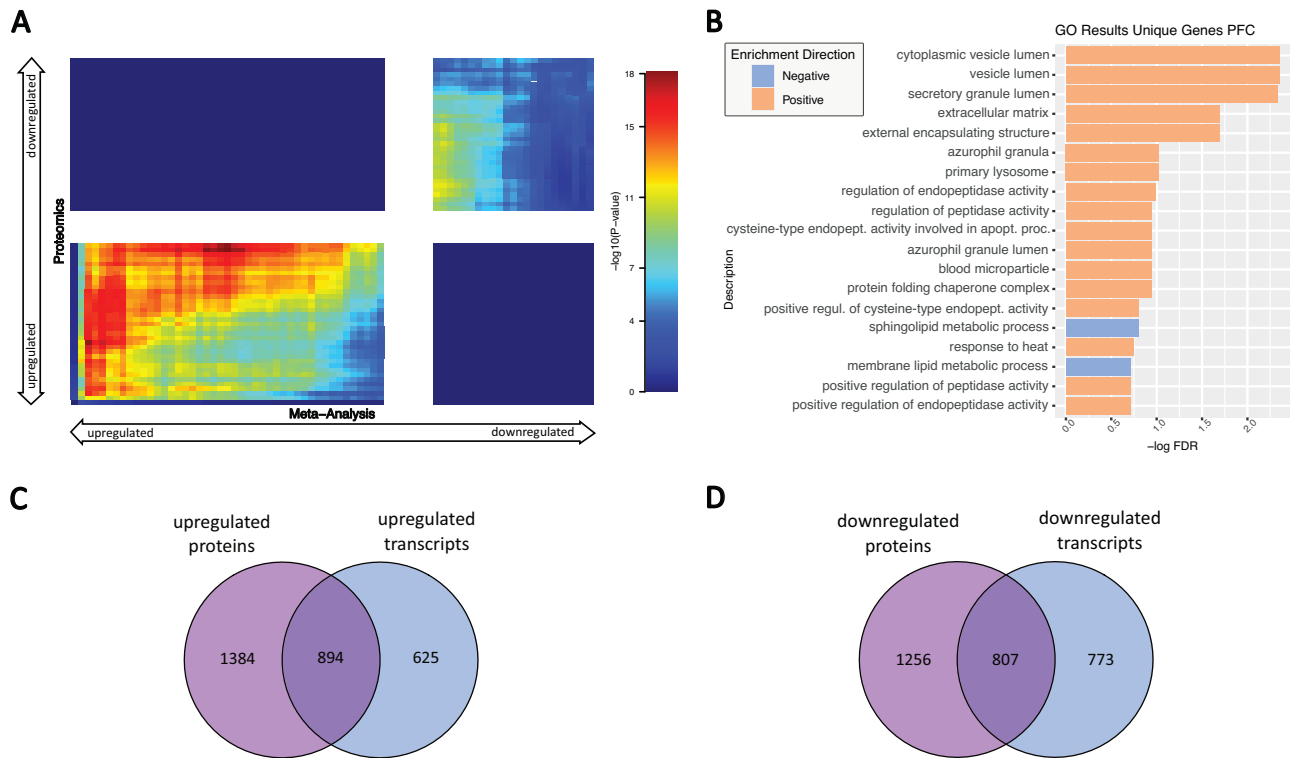 A
downregulated
Proteomics
upregulated
Meta-Analysis
upregulated
downregulated
−log10(P−value)
18
15
11
7
4
0
B
GO Results Unique Genes PFC
Enrichment Direction
Negative
Positive
Description
cytoplasmic vesicle lumen
vesicle lumen
secretory granule lumen
extracellular matrix
external encapsulating structure
azurophil granula
primary lysosome
regulation of endopeptidase activity
regulation of peptidase activity
cysteine-type endopept. activity involved in apopt. proc.
azurophil granule lumen
blood microparticle
protein folding chaperone complex
positive regul. of cysteine-type endopept. activity
sphingolipid metabolic process
response to heat
membrane lipid metabolic process
positive regulation of peptidase activity
positive regulation of endopeptidase activity
0.0
0.5
1.0
1.5
2.0
−log FDR
C
upregulated
proteins
upregulated
transcripts
1384
894
625
D
downregulated
proteins
downregulated
transcripts
1256
807
773